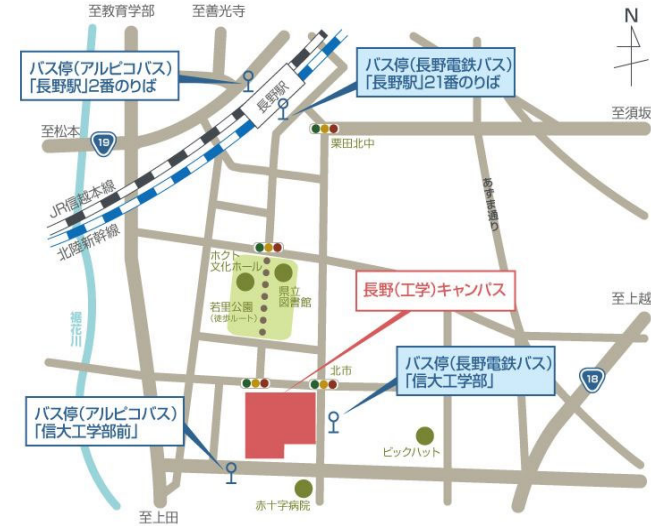 至教育学部
至善光寺
N
バス停(アルピコバス)
「長野駅」2番のりば
バス停(長野電鉄バス)
「長野駅」21番のりば
長野駅
至須坂
至松本
19
栗田北中
JR信越本線
北陸新幹線
あずま通り
ホクト
文化ホール
県立
図書館
若里公園
(徒歩ルート)
長野(工学)キャンパス
至上越
裾花川
北市
バス停(長野電鉄バス)
「信大工学部」
18
バス停(アルピコバス)
「信大工学部前」
ビックハット
赤十字病院
至上田